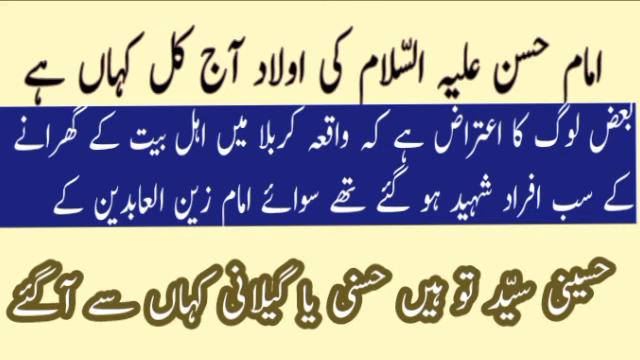 امام حسن علیہ السّلام کی اولاد آج کل کہاں ہے
بعض لوگ کا اعتراض ہے کہ واقعہ کربلا میں اہل بیت کے گھرانے
کے سب افراد شہید ہو گئے تھے سوائے امام زین العابدین کے
حسینی سیّد تو ہیں حسنی یا گیلانی کہاں سے آگئے